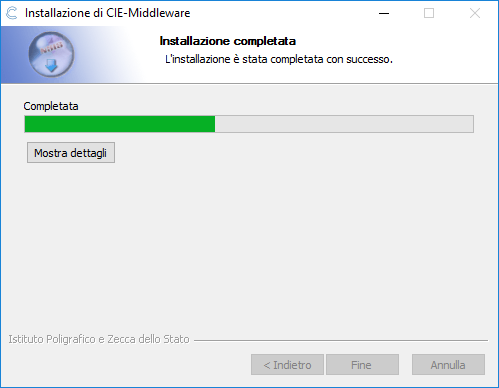 Installazione di CIE-Middleware
Installazione completata
L'installazione è stata completata con successo.
Completata
Mostra dettagli
Istituto Poligrafico e Zecca dello Stato
< Indietro
Fine
Annulla